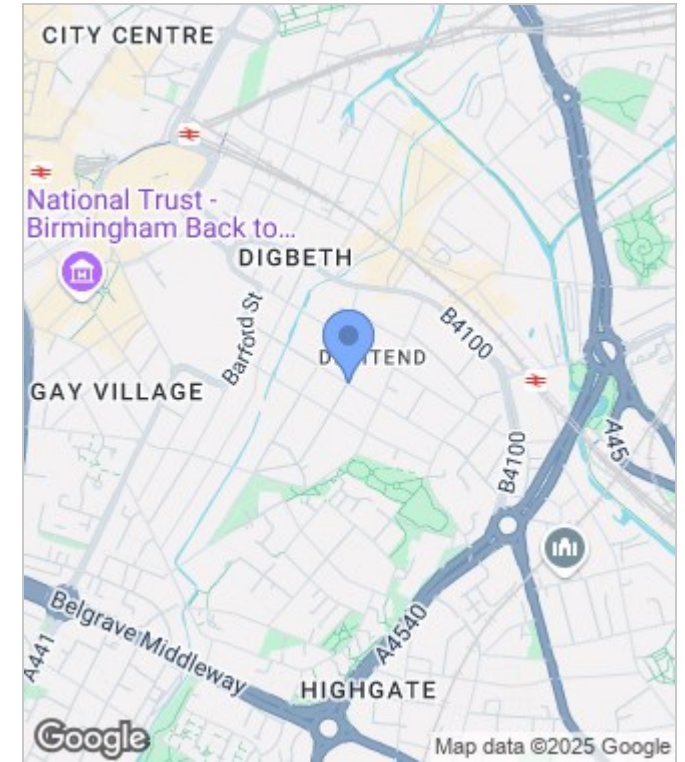 CITY CENTRE
National Trust -
Birmingham Back to...
DIGBETH
Barford St
B4100
GAY VILLAGE
A45
B4100
Belgrave Middleway
A4540
A441
HIGHGATE
Google
Map data ©2025 Google